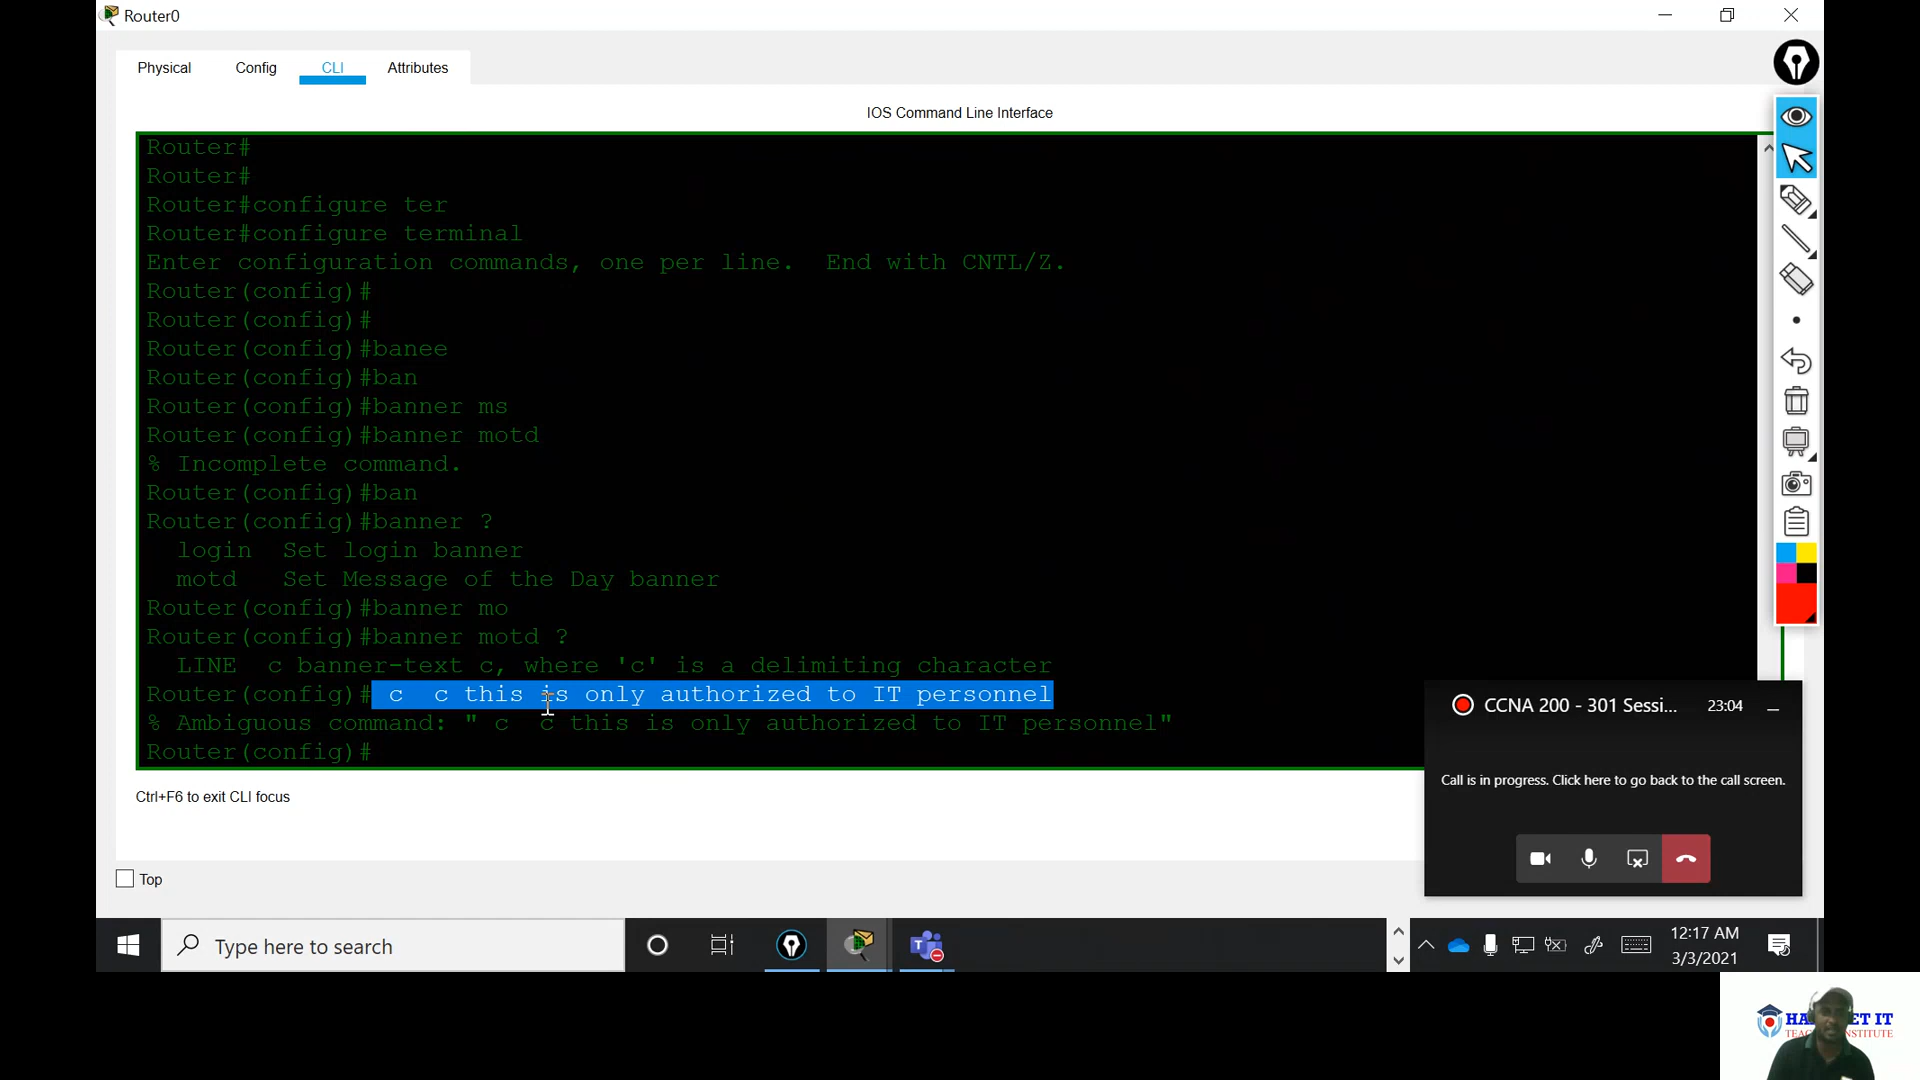 Router0
Physical Config CLI Attributes
IOS Command Line Interface
Router#
Router#
Router#configure ter
Router#configure terminal
Enter configuration commands, one per line. End with CNTL/Z.
Router(config)#
Router(config)#
Router(config)#banee
Router(config)#ban
Router(config)#banner ms
Router(config)#banner motd
% Incomplete command.
Router(config)#ban
Router(config)#banner ?
login Set login banner
motd Set Message of the Day banner
Router(config)#banner mo
Router(config)#banner motd ?
LINE c banner-text c, where 'c' is a delimiting character
Router(config)# c c this is only authorized to IT personnel
% Ambiguous command: " c c this is only authorized to IT personnel"
Router(config)#
CCNA 200 - 301 Sessi... 23:04
Call is in progress. Click here to go back to the call screen.
Ctrl+F6 to exit CLI focus
Top
Type here to search
12:17 AM
3/3/2021